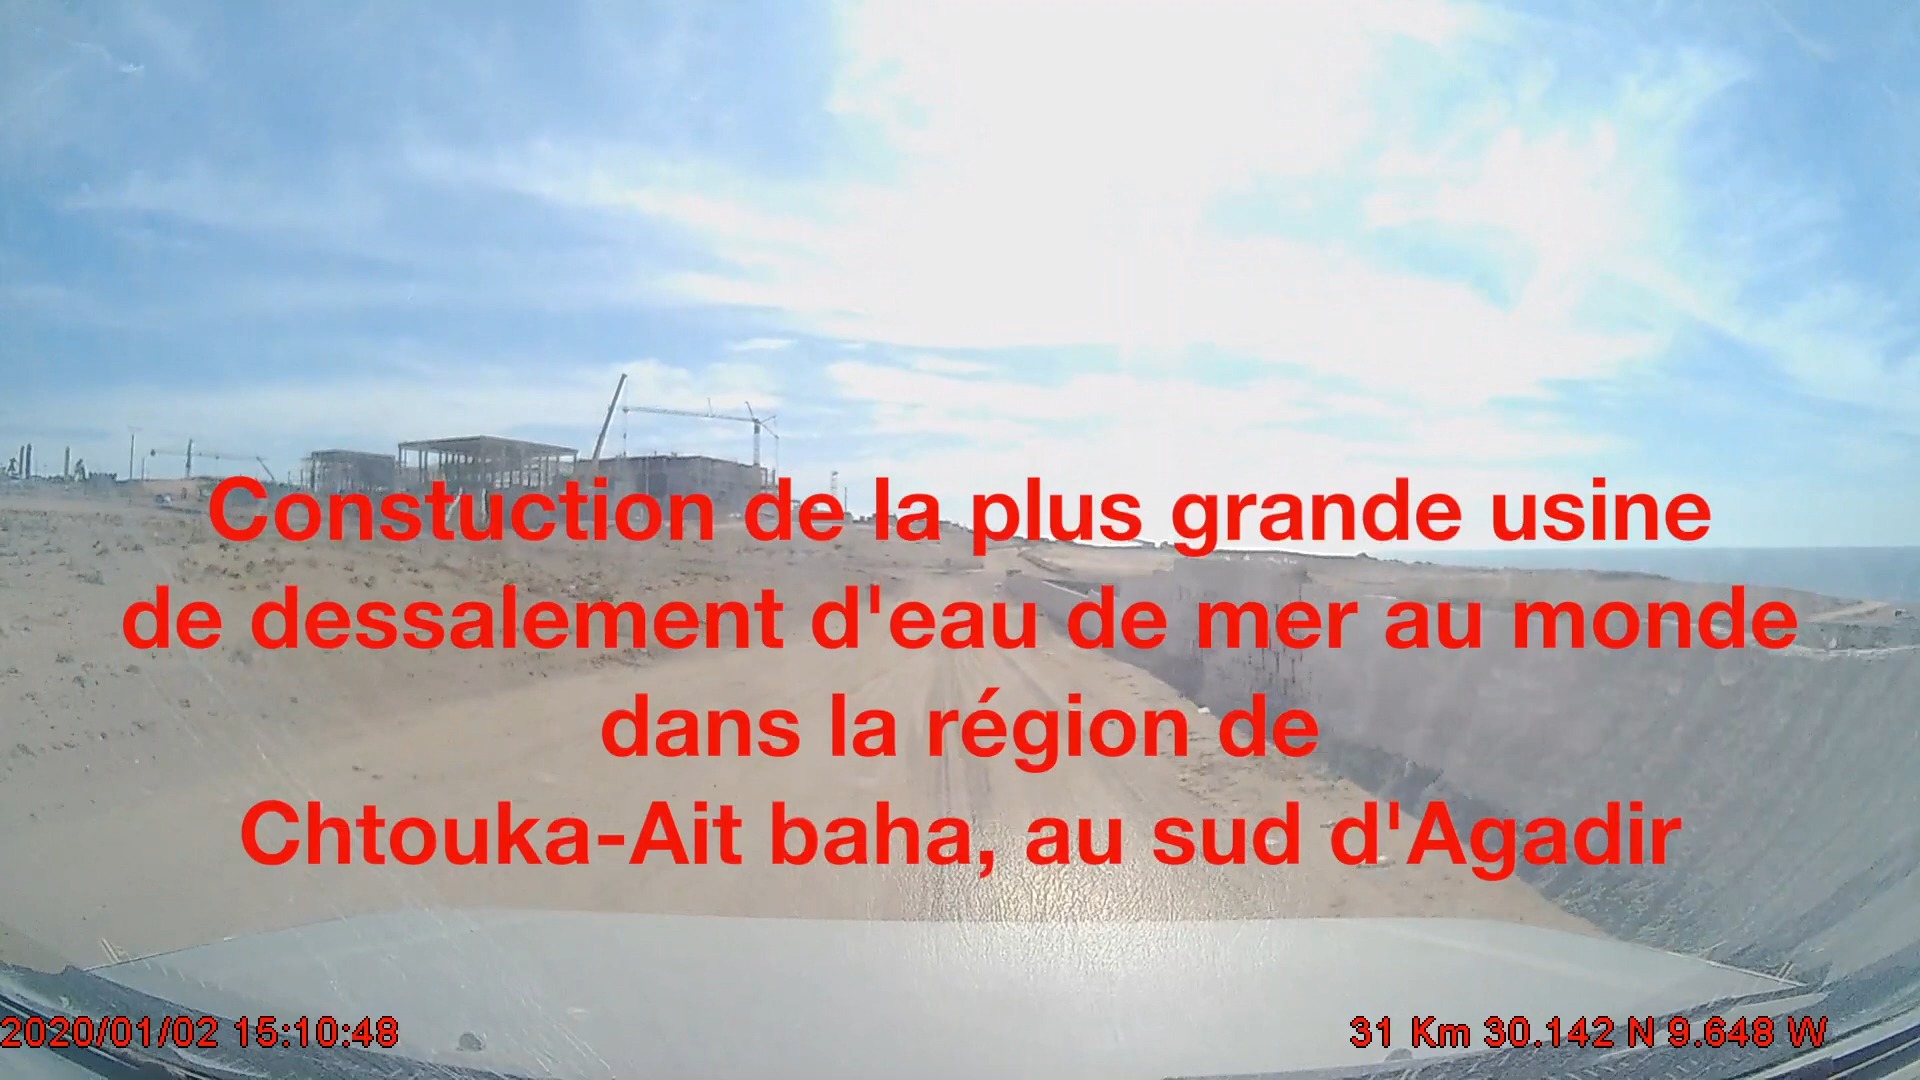 Constuction de la plus grande usine
de dessalement d'eau de mer au monde
dans la région de
Chtouka-Ait baha, au sud d'Agadir
2020/01/02 15:10:48
31 Km 30.142 N 9.648 W